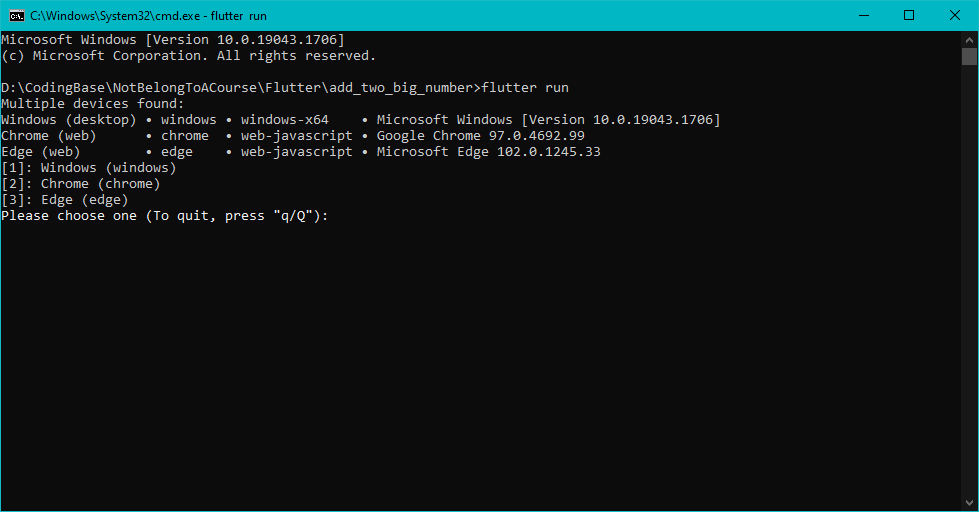 C:\Windows\System32\cmd.exe - flutter run
Microsoft Windows [Version 10.0.19043.1706]
(c) Microsoft Corporation. All rights reserved.
D:\CodingBase\NotBelongToACourse\Flutter\add_two_big_number>flutter run
Multiple devices found:
Windows (desktop) • windows • windows-x64    • Microsoft Windows [Version 10.0.19043.1706]
Chrome (web)      • chrome  • web-javascript • Google Chrome 97.0.4692.99
Edge (web)        • edge    • web-javascript • Microsoft Edge 102.0.1245.33
[1]: Windows (windows)
[2]: Chrome (chrome)
[3]: Edge (edge)
Please choose one (To quit, press "q/Q"):